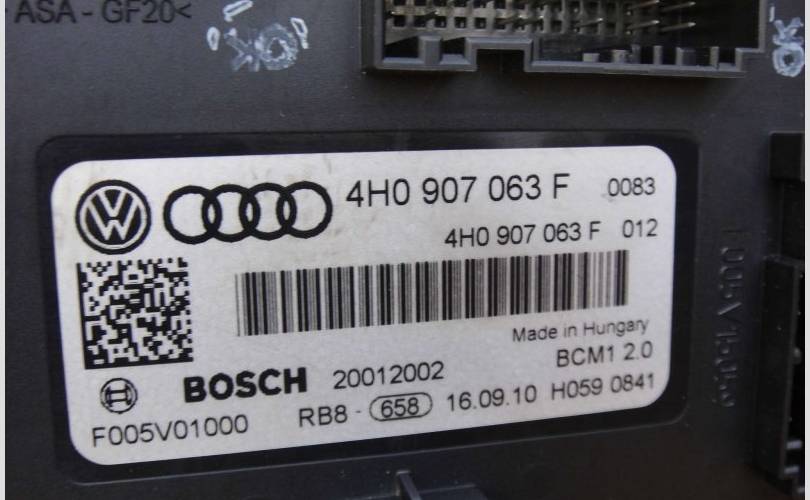 ASA - GF20<
OK
4H0 907 063 F 0083
4H0 907 063 F 012
Made in Hungary
BCM1 2.0
BOSCH 20012002
F005V01000 RB8 - 658 16.09.10 H059 0841